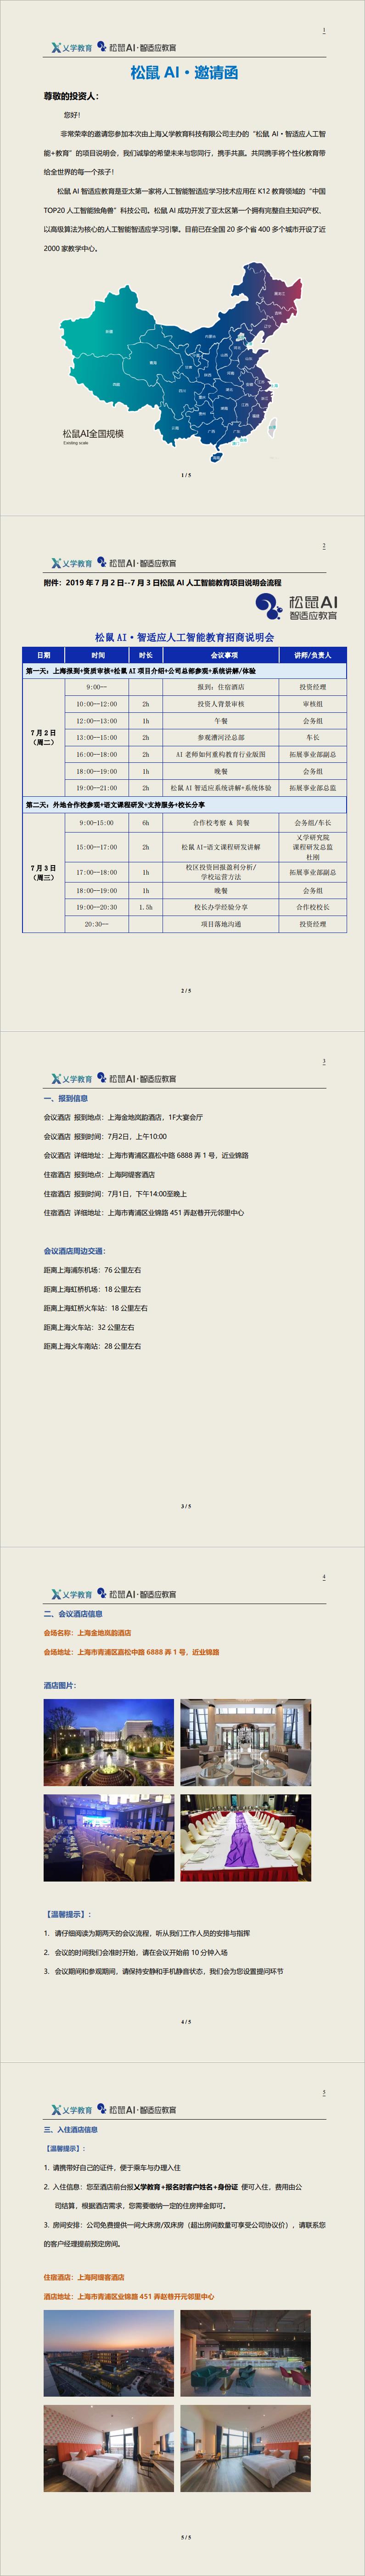 1
乂学教育 松鼠AI·智适应教育
松鼠 AI·邀请函
尊敬的投资人：
您好！
非常荣幸的邀请您参加本次由上海乂学教育科技有限公司主办的“松鼠 AI·智适应人工智
能+教育”的项目说明会，我们诚挚的希望未来与您同行，携手共赢。共同携手将个性化教育带
给全世界的每一个孩子！
松鼠 AI 智适应教育是亚太第一家将人工智能智适应学习技术应用在 K12 教育领域的“中国
TOP20 人工智能独角兽”科技公司。松鼠 AI 成功开发了亚太区第一个拥有完整自主知识产权、
以高级算法为核心的人工智能智适应学习引擎。目前已在全国 20 多个省 400 多个城市开设了近
2000 家教学中心。
黑龙江
吉林
辽宁
新疆
内蒙古
青海
西藏
四川
云南
松鼠AI全国规模
Existing scale
1 / 5
2
乂学教育 松鼠AI·智适应教育
附件：2019 年 7 月 2 日--7 月 3 日松鼠 AI 人工智能教育项目说明会流程
松鼠AI
智适应教育
松鼠 AI·智适应人工智能教育招商说明会
日期 时间 时长 会议事项 讲师/负责人
第一天：上海报到+资质审核+松鼠 AI 项目介绍+公司总部参观+系统讲解/体验
7 月 2 日
（周二）
9:00— 报到：住宿酒店 投资经理
10:00—12:00 2h 投资人背景审核 审核组
12:00—13:00 1h 午餐 会务组
13:00—15:00 2h 参观漕河泾总部 车长
16:00—18:00 2h AI 老师如何重构教育行业版图 拓展事业部副总
18:00—19:00 1h 晚餐 会务组
19:00—21:00 2h 松鼠 AI 智适应系统讲解+系统体验 拓展事业部总监
第二天：外地合作校参观+语文课程研发+支持服务+校长分享
7 月 3 日
（周三）
9:00-15:00 6h 合作校考察 & 简餐 会务组/车长
15:00—17:00 2h 松鼠 AI-语文课程研发讲解 乂学研究院
课程研发总监
杜刚
17:00—18:00 1h 校区投资回报盈利分析/
学校运营方法 拓展事业部副总
18:00—19:00 1h 晚餐 会务组
19:00—20:30 1.5h 校长办学经验分享 合作校校长
20:30— 项目落地沟通 投资经理
2 / 5
3
乂学教育 松鼠AI·智适应教育
一、报到信息
会议酒店 报到地点：上海金地岚韵酒店，1F大宴会厅
会议酒店 报到时间：7月2日，上午10:00
会议酒店 详细地址：上海市青浦区嘉松中路 6888 弄 1 号，近业锦路
住宿酒店 报到地点：上海阿缇客酒店
住宿酒店 报到时间：7月1日，下午14:00至晚上
住宿酒店 详细地址：上海市青浦区业锦路 451 弄赵巷开元邻里中心
会议酒店周边交通：
距离上海浦东机场：76 公里左右
距离上海虹桥机场：18 公里左右
距离上海虹桥火车站：18 公里左右
距离上海火车站：32 公里左右
距离上海火车南站：28 公里左右
3 / 5
4
乂学教育 松鼠AI·智适应教育
二、会议酒店信息
会场名称：上海金地岚韵酒店
会场地址：上海市青浦区嘉松中路 6888 弄 1 号，近业锦路
酒店图片：
【温馨提示】：
1. 请仔细阅读为期两天的会议流程，听从我们工作人员的安排与指挥
2. 会议的时间我们会准时开始，请在会议开始前 10 分钟入场
3. 会议期间和参观期间，请保持安静和手机静音状态，我们会为您设置提问环节
4 / 5
5
乂学教育 松鼠AI·智适应教育
三、入住酒店信息
【温馨提示】：
1. 请携带好自己的证件，便于乘车与办理入住
2. 入住信息：您至酒店前台报乂学教育+报名时客户姓名+身份证 便可入住，费用由公
司结算，根据酒店需求，您需要缴纳一定的住房押金即可。
3. 房间安排：公司免费提供一间大床房/双床房（超出房间数量可享受公司协议价），请联系您
的客户经理提前预定房间。
住宿酒店：上海阿缇客酒店
酒店地址：上海市青浦区业锦路 451 弄赵巷开元邻里中心
5 / 5